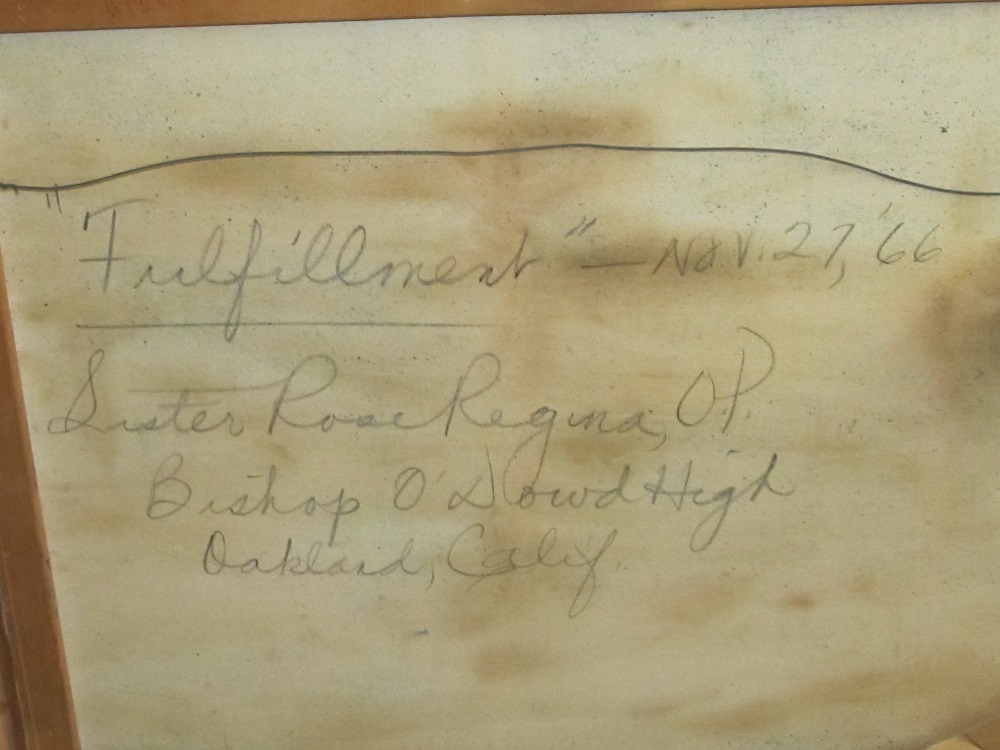 "Fulfillment" — Nov. 27, '66
Sister Rose Regina, O.P.
Bishop O'Dowd High
Oakland, Calif.